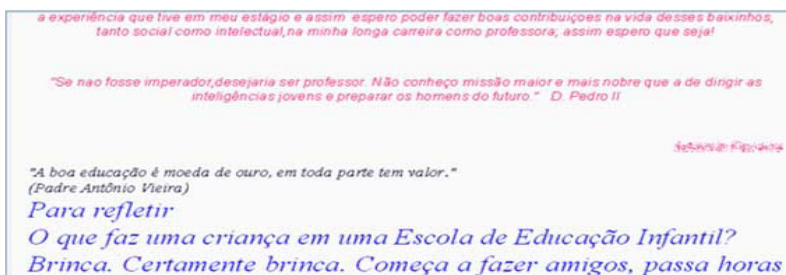 a experiência que tive em meu estágio e assim espero poder fazer boas contribuiçoes na vida desses baixinhos,
tanto social como intelectual,na minha longa carreira como professora, assim espero que seja!
"Se nao fosse imperador,desejaria ser professor. Não conheço missão maior e mais nobre que a de dirigir as
inteligências jovens e preparar os homens do futuro." D. Pedro II
"A boa educação é moeda de ouro, em toda parte tem valor."
(Padre Antônio Vieira)
Para refletir
O que faz uma criança em uma Escola de Educação Infantil?
Brinca. Certamente brinca. Começa a fazer amigos, passa horas